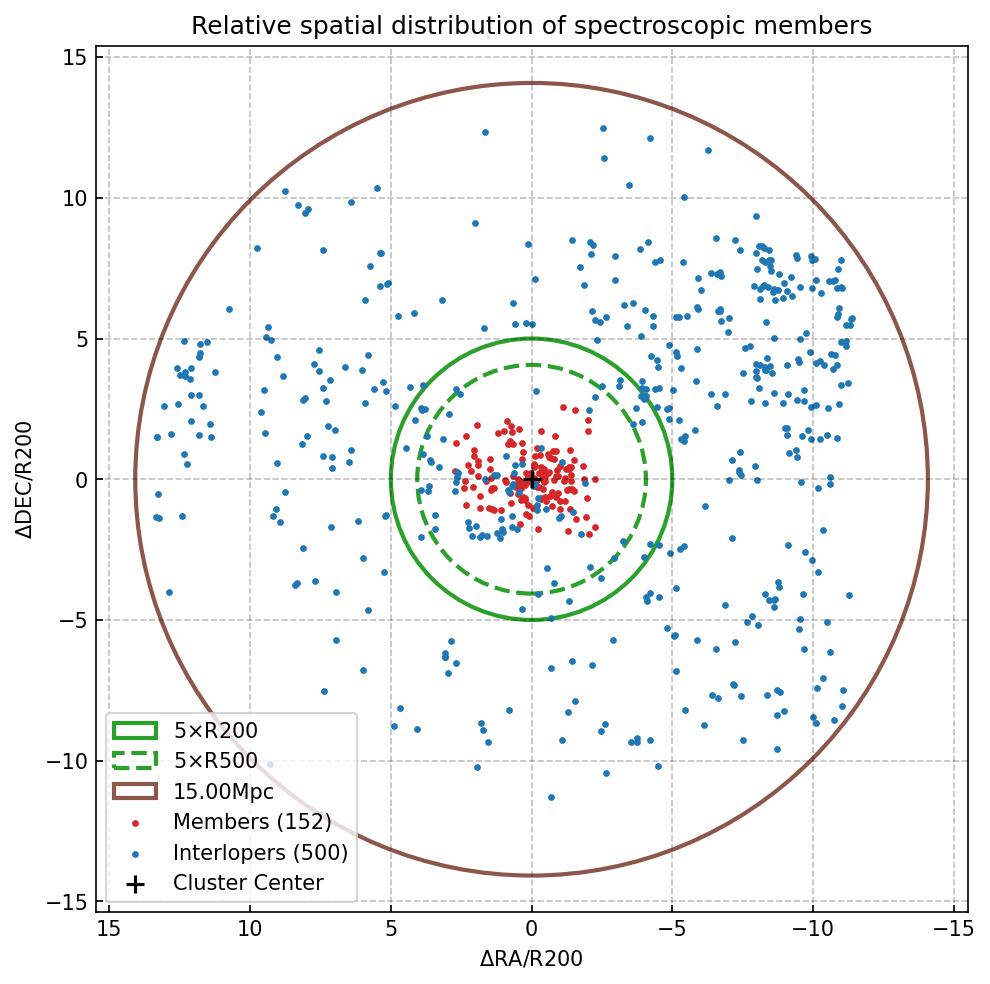 Relative spatial distribution of spectroscopic members
15
10
5
0
−5
−10
−15
ΔDEC/R200
5×R200
5×R500
15.00Mpc
Members (152)
Interlopers (500)
Cluster Center
15
10
5
0
−5
−10
−15
ΔRA/R200